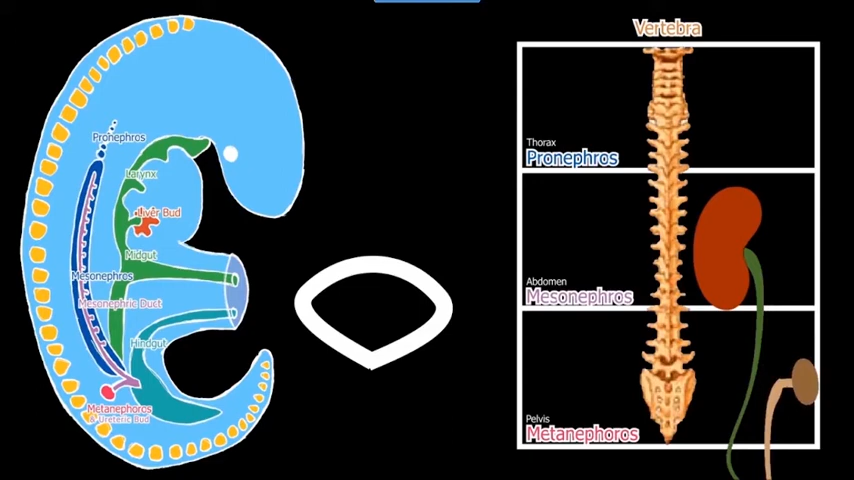 Pronephros
Larynx
Liver Bud
Midgut
Mesonephros
Mesonephric Duct
Hindgut
Metanephoros
& Ureteric Bud
Vertebra
Thorax
Pronephros
Abdomen
Mesonephros
Pelvis
Metanephoros